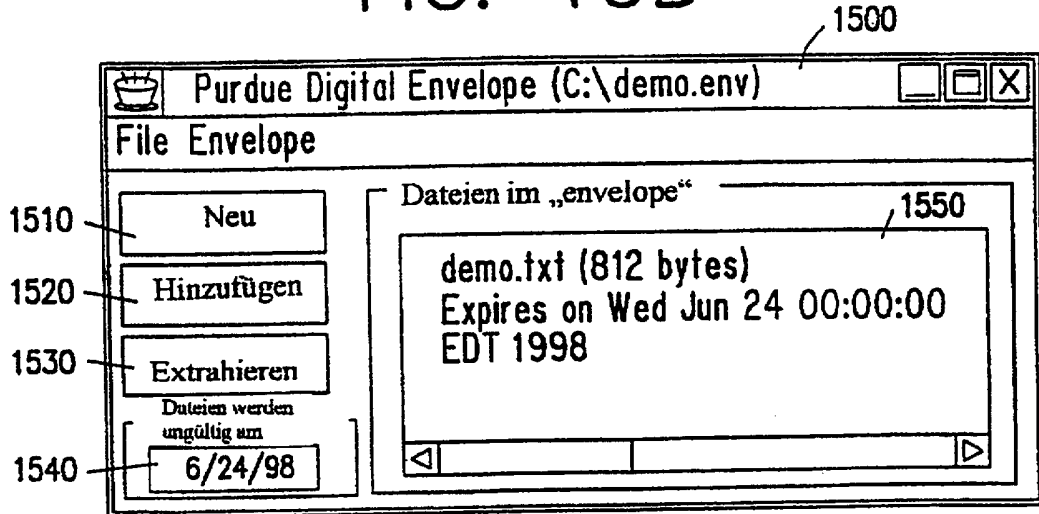 1500
Purdue Digital Envelope (C:\demo.env)
File Envelope
1510
Neu
1520
Hinzufügen
1530
Extrahieren
Dateien werden
ungültig am
1540
6/24/98
Dateien im „envelope“
1550
demo.txt (812 bytes)
Expires on Wed Jun 24 00:00:00
EDT 1998